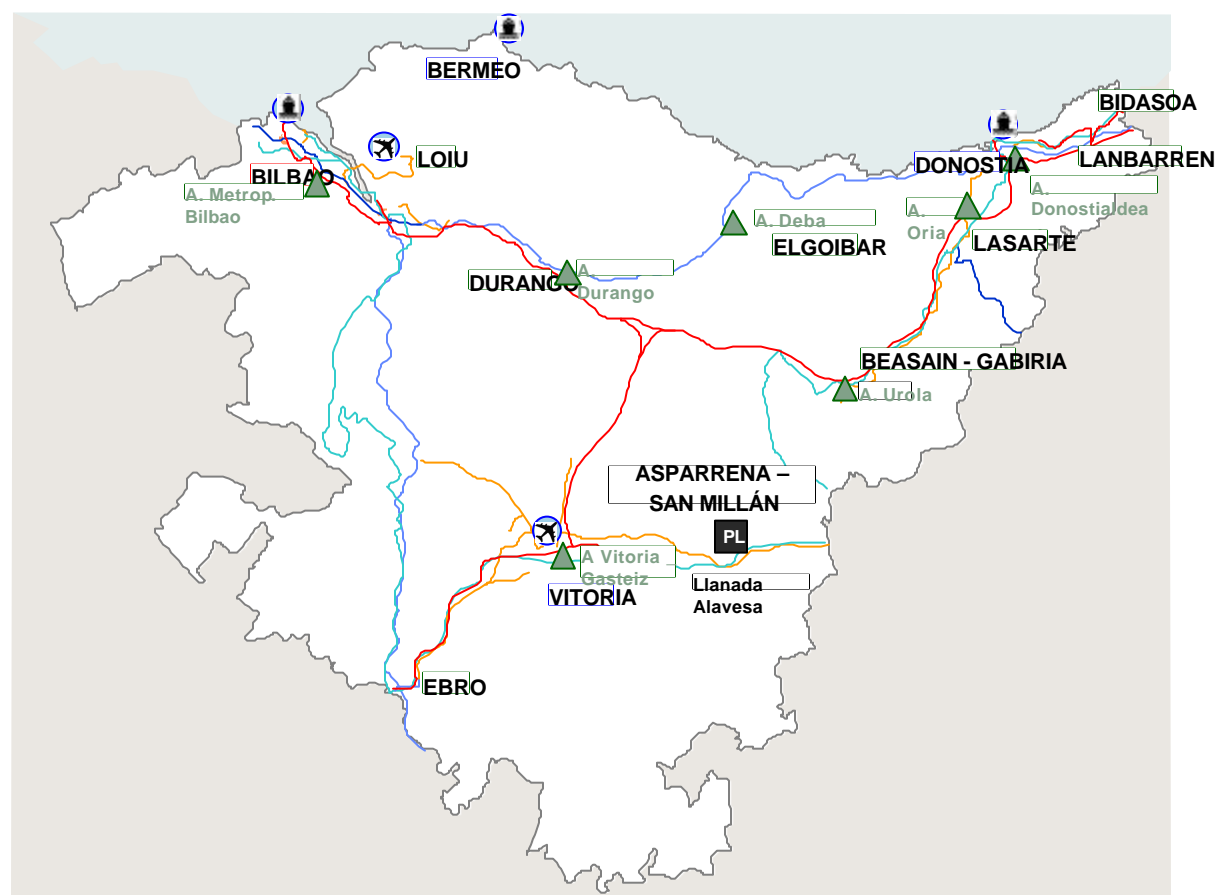 BERMEO
BIDASOA
LOIU
DONOSTIA
LANBARREN
BILBAO
A. Metrop.
Bilbao
A.
Donostialdea
A. Deba
A.
Oria
ELGOIBAR
LASARTE
DURANGO
A.
Durango
BEASAIN - GABIRIA
A. Urola
ASPARRENA –
SAN MILLÁN
PL
A Vitoria _
Gasteiz
VITORIA
Llanada
Alavesa
EBRO